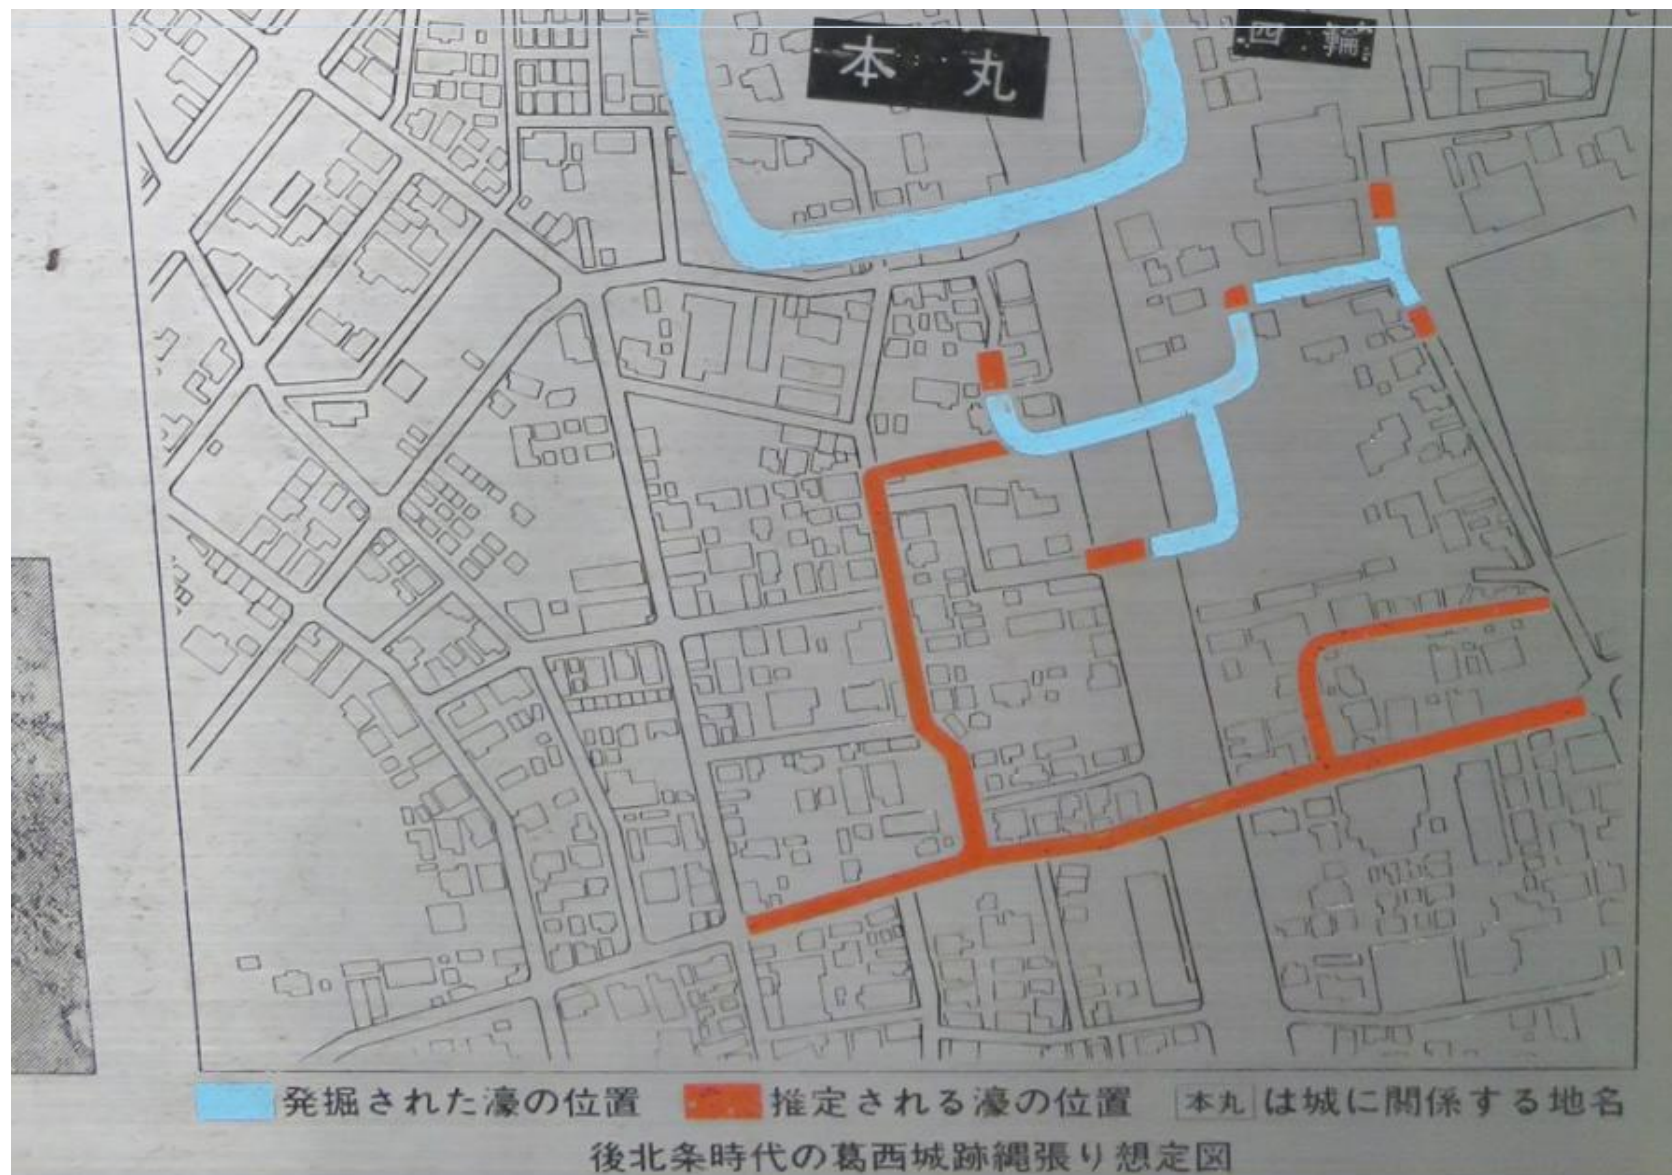 本丸
四輪
発掘された濠の位置
推定される濠の位置
本丸は城に関係する地名
後北条時代の葛西城跡縄張り想定図